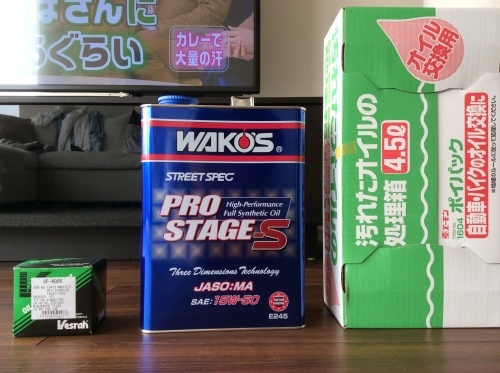 ばさんに
ろぐらい
カレーで
大量の汗
WAKO'S®
STREET SPEC
PRO
STAGE-S
High-Performance
Full Synthetic Oil
Three Dimensions Technology
JASO:MA
SAE:15W-50
E245
Vesrah
オイル
交換用
汚れたオイルの
処理箱 4.5ℓ
エーモン
1604 ポイパック
自動車・バイクのオイル交換に